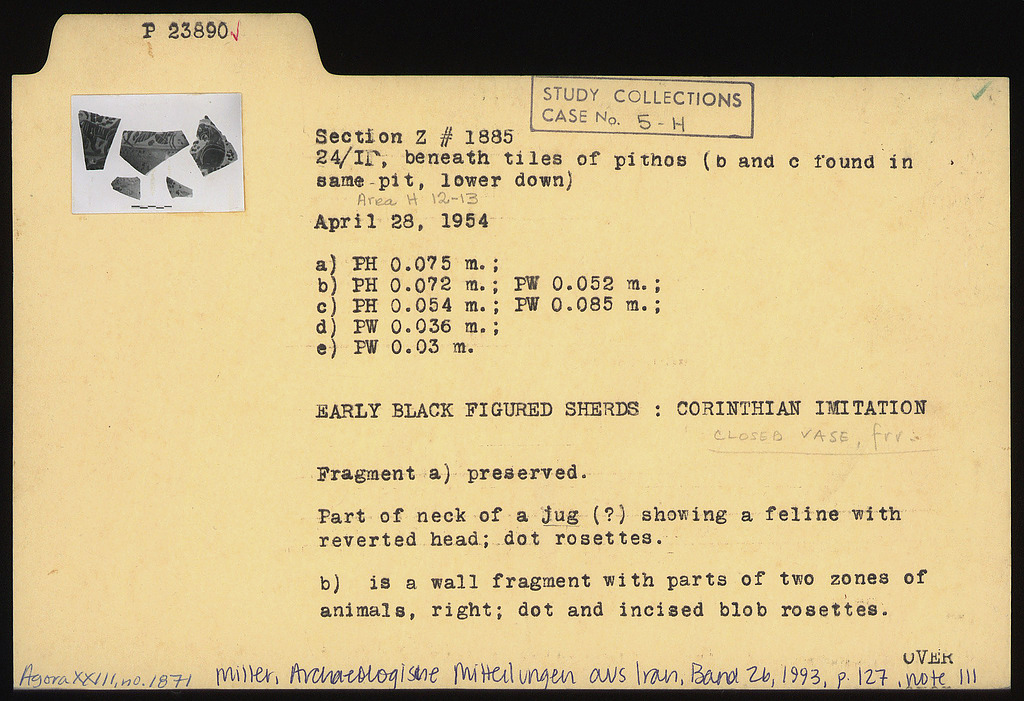 P 23890✓
STUDY COLLECTIONS
CASE No. 5-H
Section Z # 1885
24/ΙΓ, beneath tiles of pithos (b and c found in
same pit, lower down)
Area H 12-13
April 28, 1954
a) PH 0.075 m.;
b) PH 0.072 m.; PW 0.052 m.;
c) PH 0.054 m.; PW 0.085 m.;
d) PW 0.036 m.;
e) PW 0.03 m.
EARLY BLACK FIGURED SHERDS : CORINTHIAN IMITATION
CLOSED VASE, frr.
Fragment a) preserved.
Part of neck of a jug (?) showing a feline with
reverted head; dot rosettes.
b) is a wall fragment with parts of two zones of
animals, right; dot and incised blob rosettes.
OVER
Agora XXIII, no. 1871
Miller, Archaeologische Mitteilungen aus Iran, Band 26, 1993, p. 127, note 111